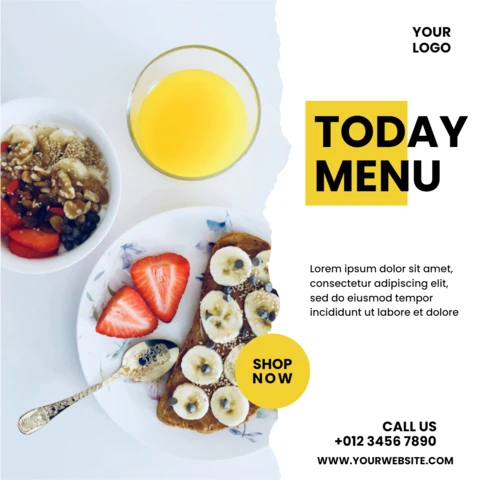 YOUR
LOGO
TODAY
MENU
Lorem ipsum dolor sit amet,
consectetur adipiscing elit,
sed do eiusmod tempor
incididunt ut labore et dolore
SHOP
NOW
CALL US
+012 3456 7890
WWW.YOURWEBSITE.COM